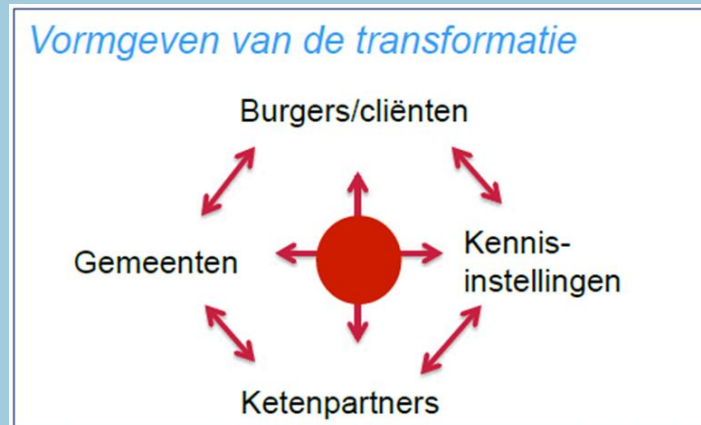 Vormgeven van de transformatie
Burgers/cliënten
Gemeenten
Kennis-
instellingen
Ketenpartners